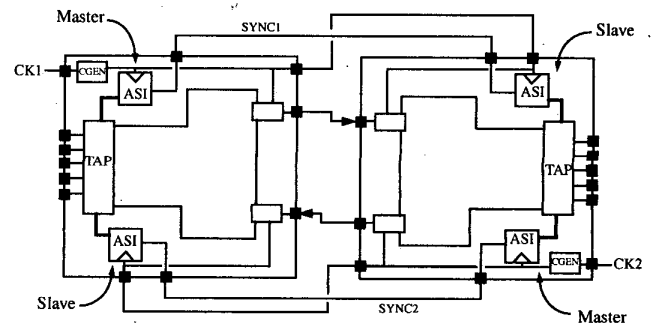 Master
SYNC1
Slave
CK1
CGEN
ASI
ASI
TAP
TAP
ASI
ASI
CGEN
CK2
Slave
SYNC2
Master